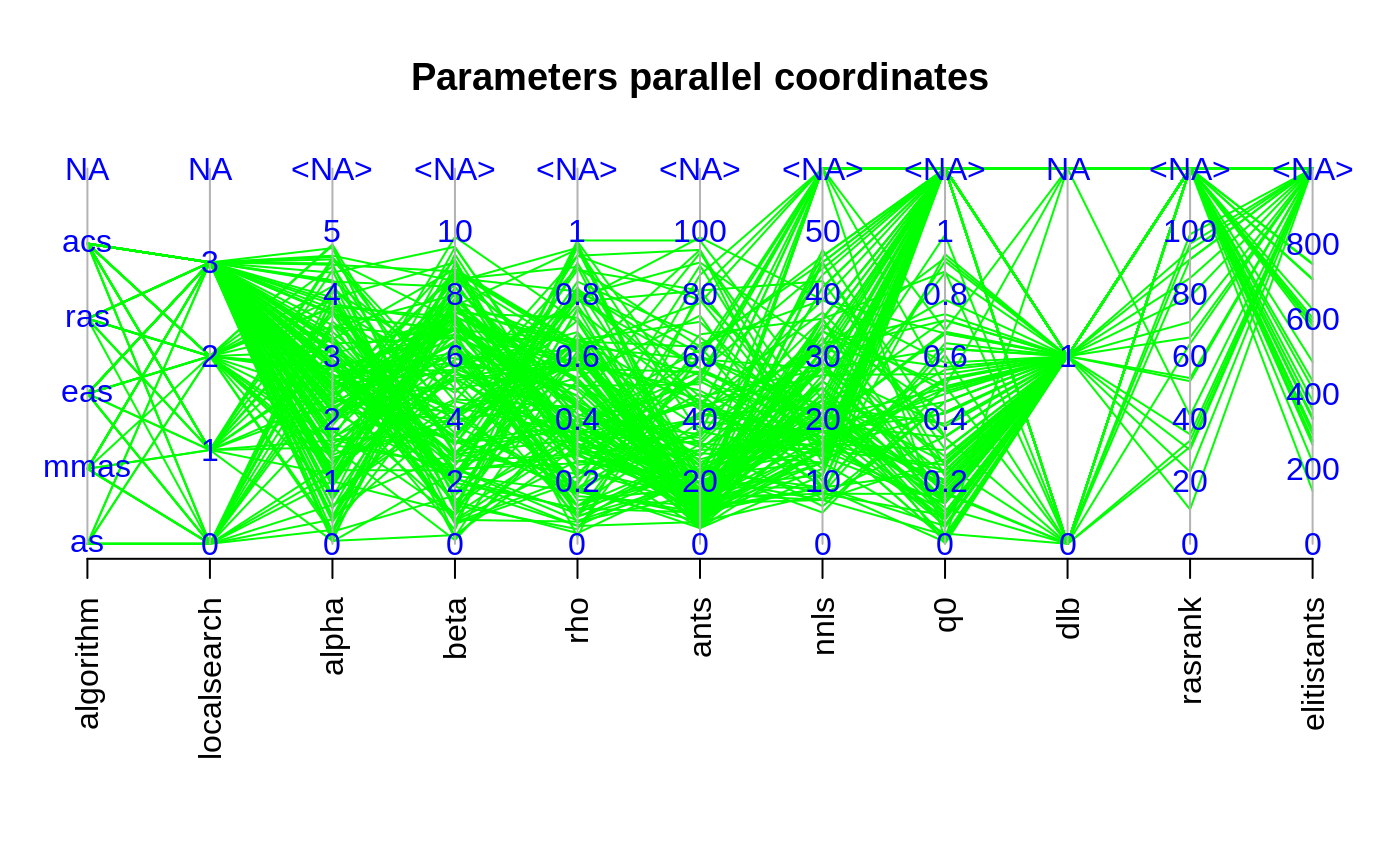 Parameters parallel coordinates
NA NA <NA> <NA> <NA> <NA> <NA> <NA> NA <NA> <NA>
5 10 1 100 50 1 100
acs 800
3
4 8 0.8 80 40 0.8 80
ras 600
2 3 6 0.6 60 30 0.6 1 60
eas 400
2 4 0.4 40 20 0.4 40
1
mmas 200
1 2 0.2 20 10 0.2 20
as 0 0 0 0 0 0 0 0 0 0
algorithm
localsearch
alpha
beta
rho
ants
nnls
q0
dlb
rasrank
elitistants